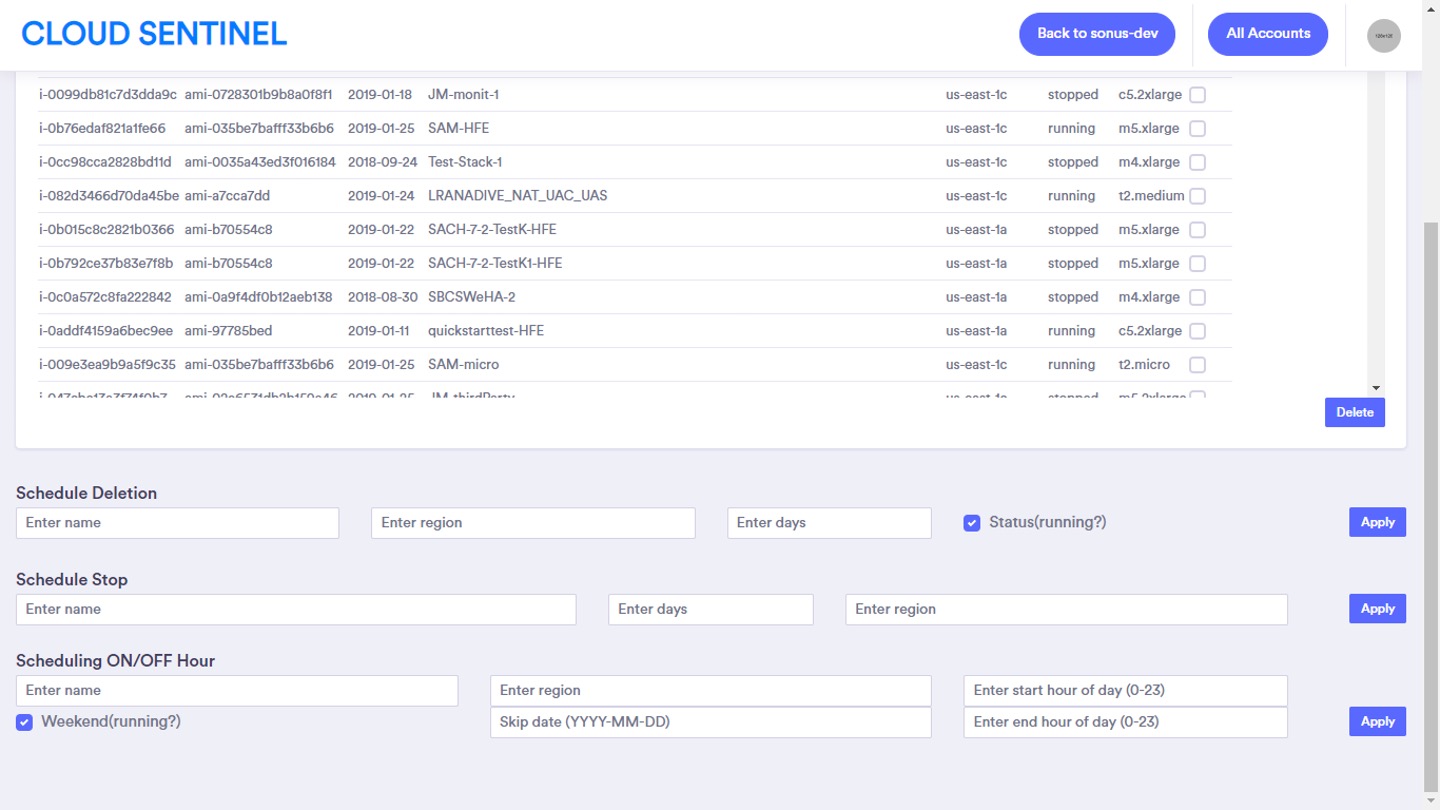 CLOUD SENTINEL Back to sonus-dev All Accounts
i-0099db81c7d3dda9c ami-0728301b9b8a0f8f1 2019-01-18 JM-monit-1 us-east-1c stopped c5.2xlarge
i-0b76edaf821a1fe66 ami-035be7bafff33b6b6 2019-01-25 SAM-HFE us-east-1c running m5.xlarge
i-0cc98cca2828bd11d ami-0035a43ed3f016184 2018-09-24 Test-Stack-1 us-east-1c stopped m4.xlarge
i-082d3466d70da45be ami-a7cca7dd 2019-01-24 LRANADIVE_NAT_UAC_UAS us-east-1c running t2.medium
i-0b015c8c2821b0366 ami-b70554c8 2019-01-22 SACH-7-2-TestK-HFE us-east-1a stopped m5.xlarge
i-0b792ce37b83e7f8b ami-b70554c8 2019-01-22 SACH-7-2-TestK1-HFE us-east-1a stopped m5.xlarge
i-0c0a572c8fa222842 ami-0a9f4df0b12aeb138 2018-08-30 SBCSWeHA-2 us-east-1a stopped m4.xlarge
i-0addf4159a6bec9ee ami-97785bed 2019-01-11 quickstarttest-HFE us-east-1a running c5.2xlarge
i-009e3ea9b9a5f9c35 ami-035be7bafff33b6b6 2019-01-25 SAM-micro us-east-1c running t2.micro
2019-01-25 JM-thirdParty stopped m5.2xlarge
Delete
Schedule Deletion
Enter name Enter region Enter days Status(running?) Apply
Schedule Stop
Enter name Enter days Enter region Apply
Scheduling ON/OFF Hour
Enter name Enter region Enter start hour of day (0-23)
Weekend(running?) Skip date (YYYY-MM-DD) Enter end hour of day (0-23) Apply